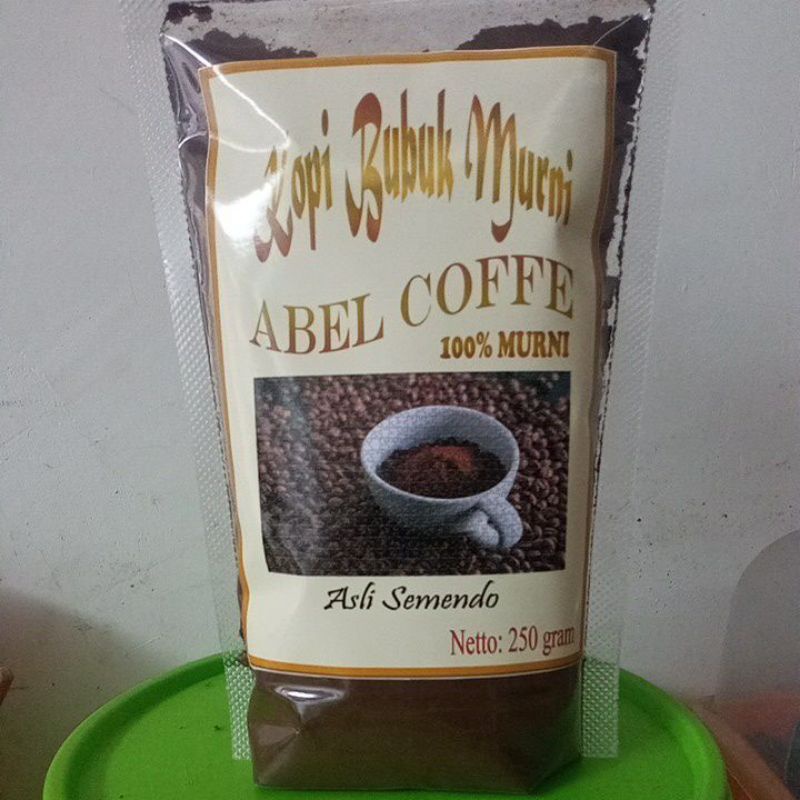 Kopi Bubuk Murni
ABEL COFFE
100% MURNI
Asli Semendo
Netto: 250 gram